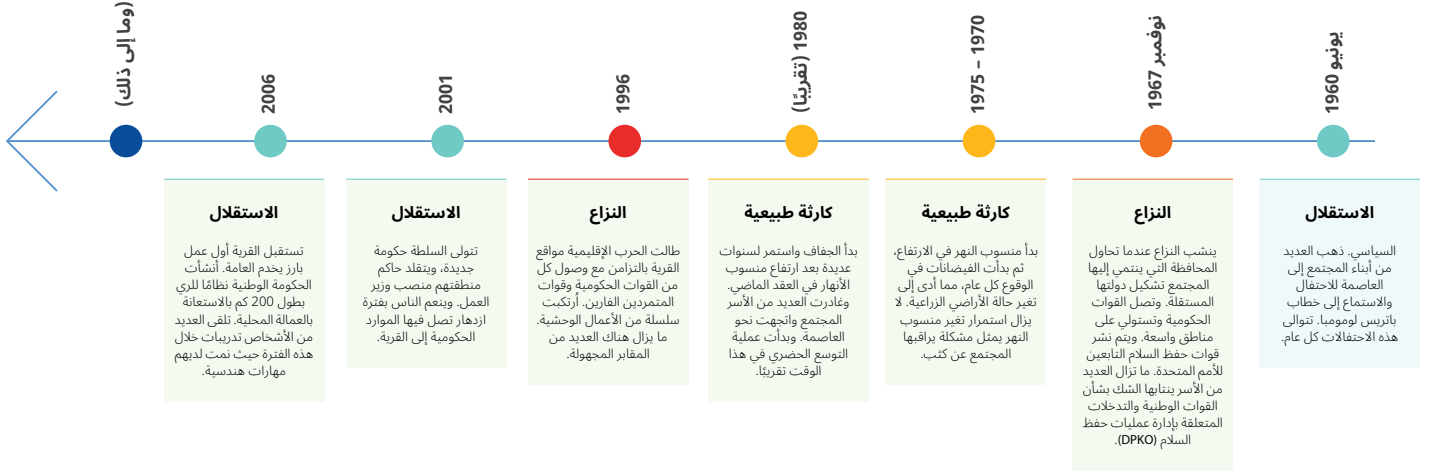 يونيو 1960
الاستقلال
السياسي. ذهب العديد
من أبناء المجتمع إلى
العاصمة للاحتفال
والاستماع إلى خطاب
باتريس لومومبا. تتوالى
هذه الاحتفالات كل عام.
نوفمبر 1967
النزاع
ينشب النزاع عندما تحاول
المحافظة التي ينتمي إليها
المجتمع تشكيل دولتها
المستقلة. وتصل القوات
الحكومية وتستولي على
مناطق واسعة. ويتم نشر
قوات حفظ السلام التابعين
للأمم المتحدة. ما تزال العديد
من الأسر ينتابها الشك بشأن
القوات الوطنية والتدخلات
المتعلقة بإدارة عمليات حفظ
السلام (DPKO).
1970 – 1975
كارثة طبيعية
بدأ منسوب النهر في الارتفاع،
ثم بدأت الفيضانات في
الوقوع كل عام، مما أدى إلى
تغير حالة الأراضي الزراعية. لا
يزال استمرار تغير منسوب
النهر يمثل مشكلة يراقبها
المجتمع عن كثب.
1980 (تقريبًا)
كارثة طبيعية
بدأ الجفاف واستمر لسنوات
عديدة بعد ارتفاع منسوب
الأنهار في العقد الماضي.
وغادرت العديد من الأسر
المجتمع واتجهت نحو
العاصمة. وبدأت عملية
التوسع الحضري في هذا
الوقت تقريبًا.
1996
النزاع
طالت الحرب الإقليمية مواقع
القرية بالتزامن مع وصول كل
من القوات الحكومية وقوات
المتمردين الفارين. أُرتكبت
سلسلة من الأعمال الوحشية.
ما يزال هناك العديد من
المقابر المجهولة.
2001
الاستقلال
تتولى السلطة حكومة
جديدة، ويتقلد حاكم
منطقتهم منصب وزير
العمل. وينعم الناس بفترة
ازدهار تصل فيها الموارد
الحكومية إلى القرية.
2006
الاستقلال
تستقبل القرية أول عمل
بارز يخدم العامة. أنشأت
الحكومة الوطنية نظامًا للري
بطول 200 كم بالاستعانة
بالعمالة المحلية. تلقى العديد
من الأشخاص تدريبات خلال
هذه الفترة حيث نمت لديهم
مهارات هندسية.
(وما إلى ذلك)